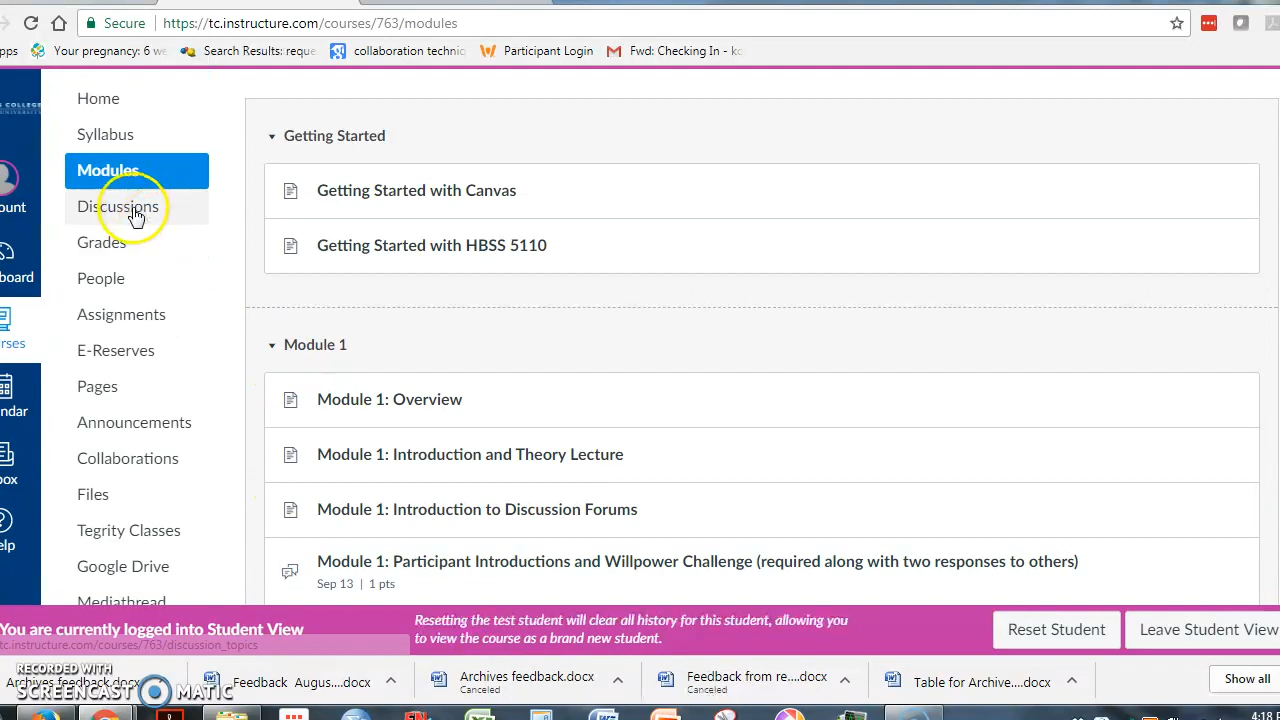 Secure https://tc.instructure.com/courses/763/modules
pps Your pregnancy: 6 we Search Results: reque collaboration techniq Participant Login Fwd: Checking In - kc
S COLLEG
UNIVERSIT
ount
board
rses
ndar
box
elp
Home
Syllabus
Modules
Discussions
Grades
People
Assignments
E-Reserves
Pages
Announcements
Collaborations
Files
Tegrity Classes
Google Drive
Mediathread
Getting Started
Getting Started with Canvas
Getting Started with HBSS 5110
Module 1
Module 1: Overview
Module 1: Introduction and Theory Lecture
Module 1: Introduction to Discussion Forums
Module 1: Participant Introductions and Willpower Challenge (required along with two responses to others)
Sep 13 | 1 pts
You are currently logged into Student View
Resetting the test student will clear all history for this student, allowing you
to view the course as a brand new student.
Reset Student
Leave Student View
tc.instructure.com/courses/763/discussion_topics
RECORDED WITH
SCREENCAST MATIC
Archives feedback.docx
Feedback Augus....docx
Archives feedback.docx
Canceled
Feedback from re....docx
Canceled
Table for Archive....docx
Show all
4:18